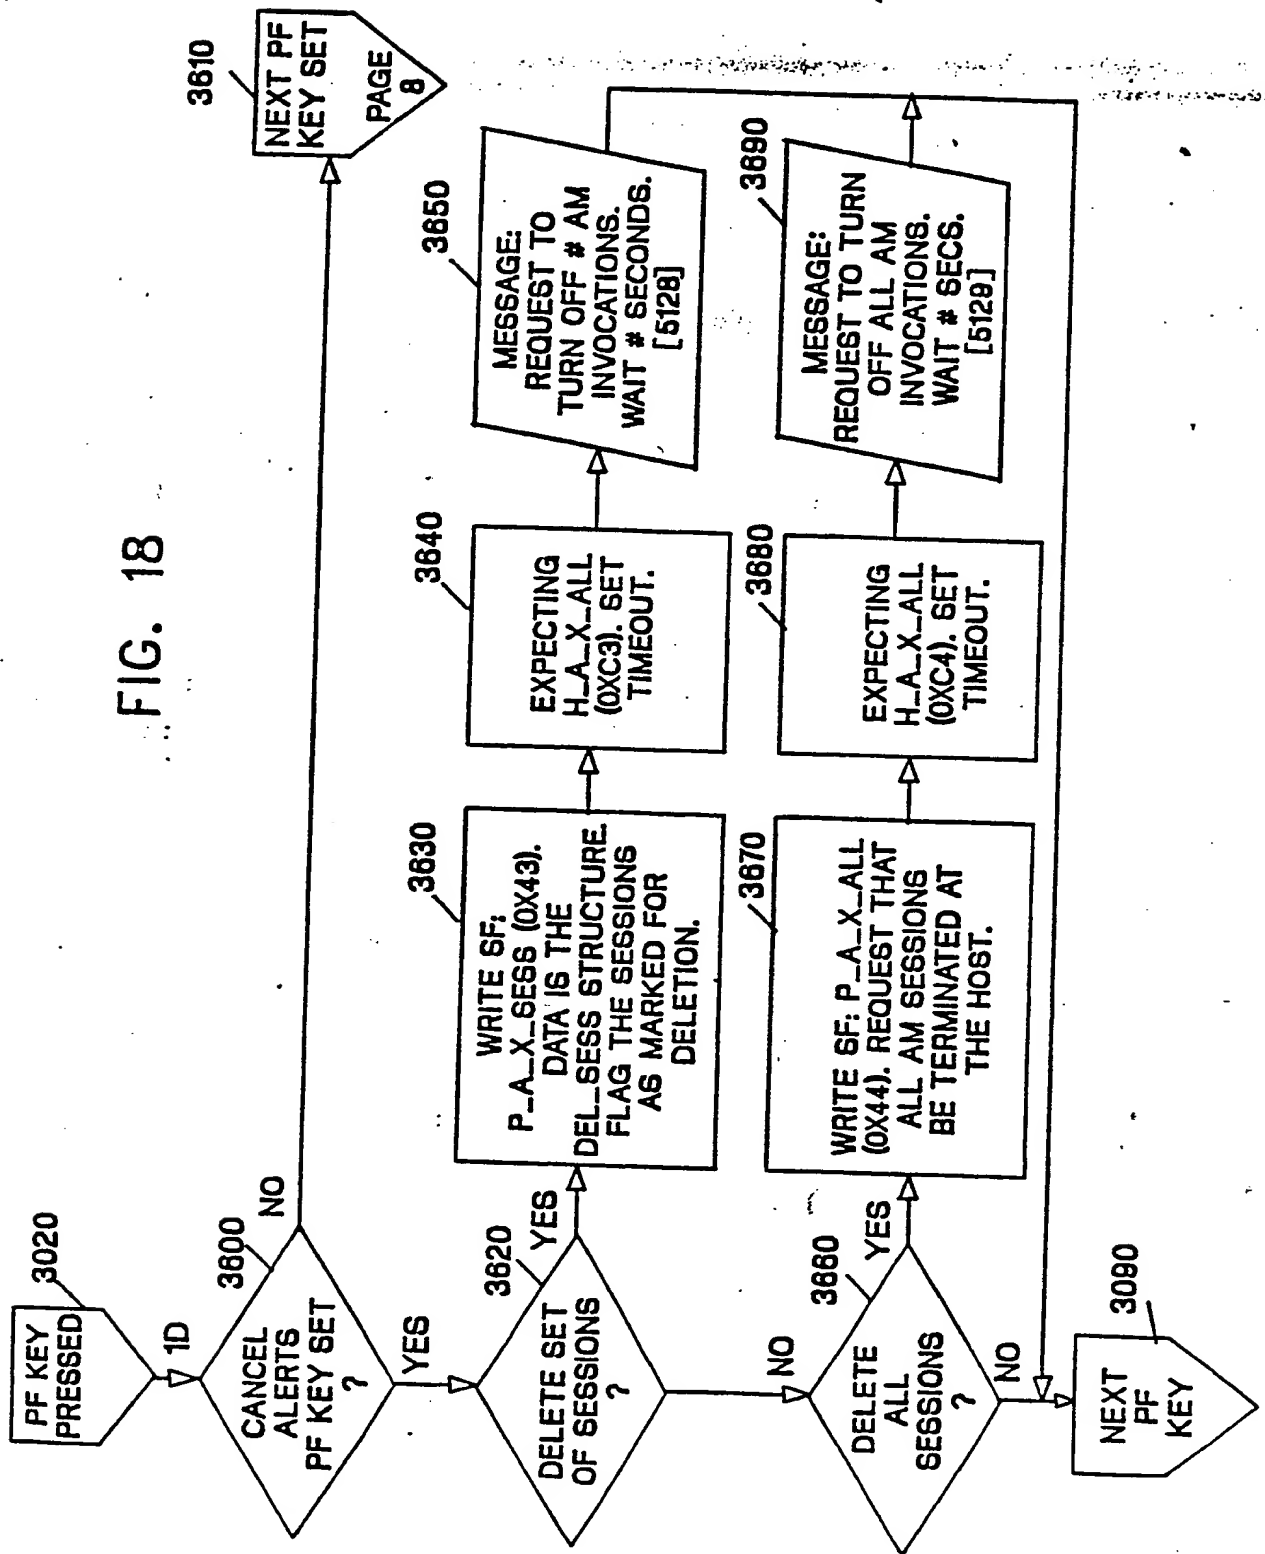 FIG. 18
3020
PF KEY
PRESSED
1D
3600
CANCEL
ALERTS
PF KEY SET
?
NO
3610
NEXT PF
KEY SET
PAGE
8
YES
3620
DELETE SET
OF SESSIONS
?
YES
3630
WRITE SF:
P_A_X_SESS (0X43).
DATA IS THE
DEL_SESS STRUCTURE.
FLAG THE SESSIONS
AS MARKED FOR
DELETION.
3640
EXPECTING
H_A_X_ALL
(0XC3). SET
TIMEOUT.
3650
MESSAGE:
REQUEST TO
TURN OFF # AM
INVOCATIONS.
WAIT # SECONDS.
[5128]
NO
3660
DELETE
ALL
SESSIONS
?
YES
3670
WRITE SF: P_A_X_ALL
(0X44). REQUEST THAT
ALL AM SESSIONS
BE TERMINATED AT
THE HOST.
3680
EXPECTING
H_A_X_ALL
(0XC4). SET
TIMEOUT.
3690
MESSAGE:
REQUEST TO TURN
OFF ALL AM
INVOCATIONS.
WAIT # SECS.
[5129]
NO
3090
NEXT
PF
KEY